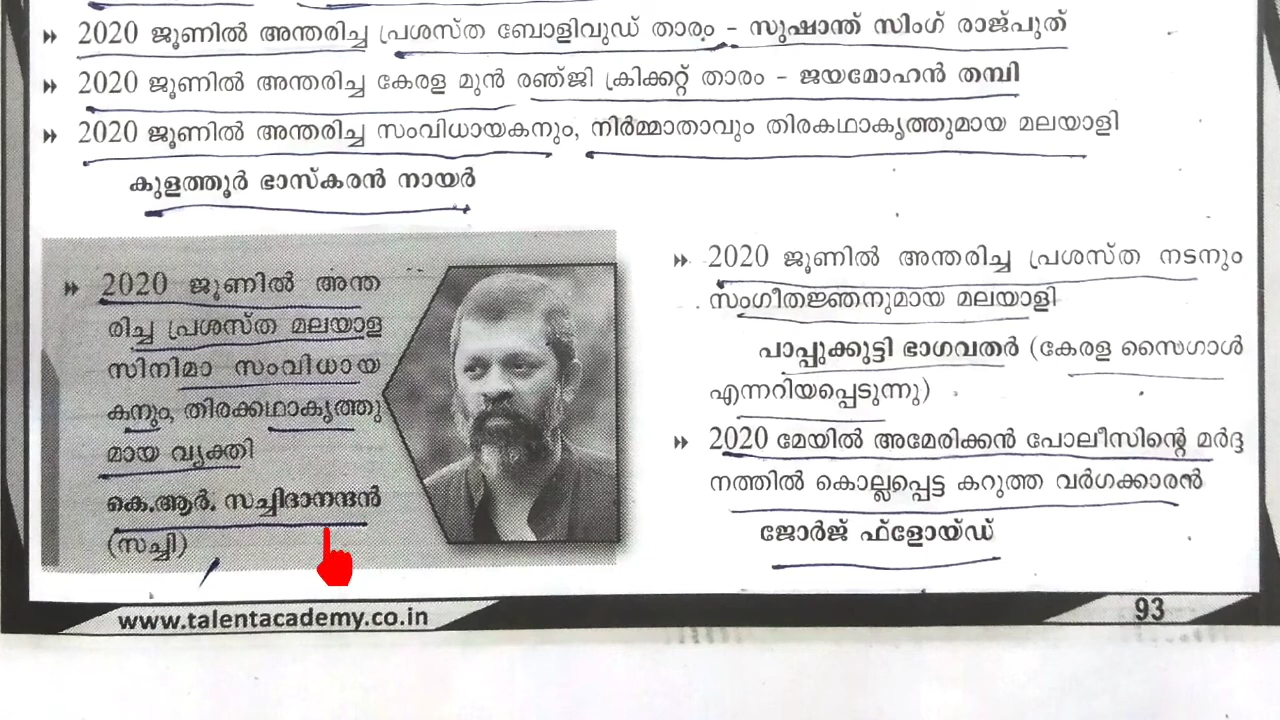 2020 ജൂണിൽ അന്തരിച്ച പ്രശസ്ത ബോളിവുഡ് താരം - സുഷാന്ത് സിംഗ് രാജ്പുത്
2020 ജൂണിൽ അന്തരിച്ച കേരള മുൻ രഞ്ജി ക്രിക്കറ്റ് താരം - ജയമോഹൻ തമ്പി
2020 ജൂണിൽ അന്തരിച്ച സംവിധായകനും, നിർമ്മാതാവും തിരകഥാകൃത്തുമായ മലയാളി
കുളത്തൂർ ഭാസ്കരൻ നായർ
2020 ജൂണിൽ അന്ത
രിച്ച പ്രശസ്ത മലയാള
സിനിമാ സംവിധായ
കനും, തിരക്കഥാകൃത്തു
മായ വ്യക്തി
കെ.ആർ. സച്ചിദാനന്ദൻ
(സച്ചി)
2020 ജൂണിൽ അന്തരിച്ച പ്രശസ്ത നടനും
സംഗീതജ്ഞനുമായ മലയാളി
പാപ്പുക്കുട്ടി ഭാഗവതർ (കേരള സൈഗാൾ
എന്നറിയപ്പെടുന്നു)
2020 മേയിൽ അമേരിക്കൻ പോലീസിന്റെ മർദ്ദ
നത്തിൽ കൊല്ലപ്പെട്ട കറുത്ത വർഗക്കാരൻ
ജോർജ് ഫ്ളോയ്ഡ്
www.talentacademy.co.in
93